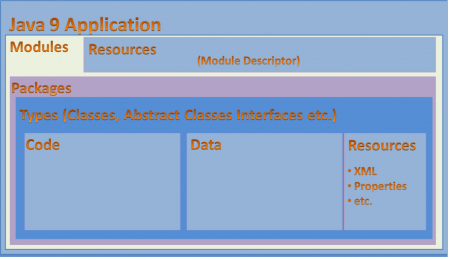 Java 9 Application
Modules
Resources
(Module Descriptor)
Packages
Types (Classes, Abstract Classes Interfaces etc.)
Code
Data
Resources
• XML
• Properties
• etc.